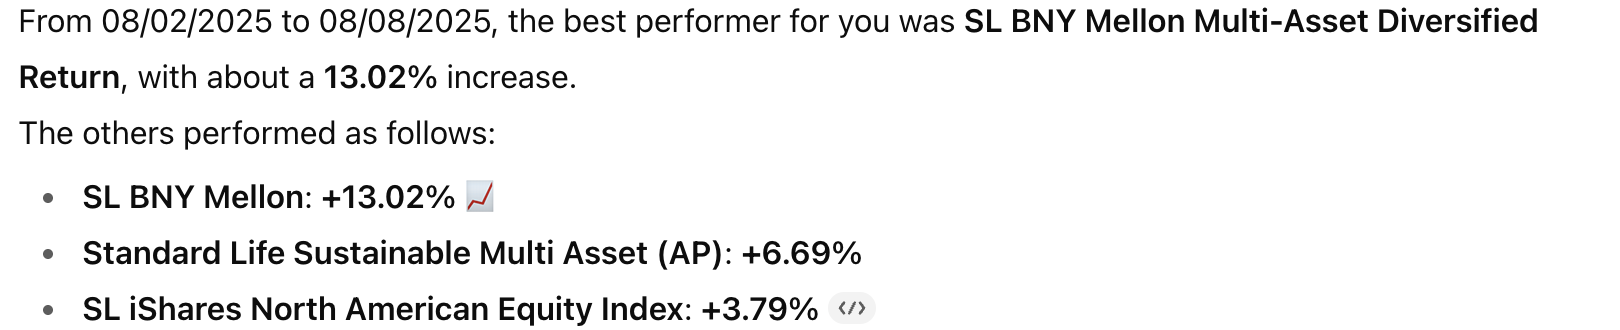 From 08/02/2025 to 08/08/2025, the best performer for you was SL BNY Mellon Multi-Asset Diversified
Return, with about a 13.02% increase.
The others performed as follows:
• SL BNY Mellon: +13.02% 📈
• Standard Life Sustainable Multi Asset (AP): +6.69%
• SL iShares North American Equity Index: +3.79% </>